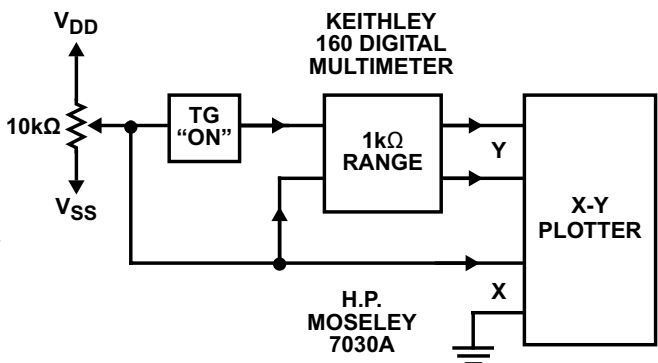 VDD
10kΩ
VSS
TG
“ON”
KEITHLEY
160 DIGITAL
MULTIMETER
1kΩ
RANGE
Y
X
X-Y
PLOTTER
H.P.
MOSELEY
7030A